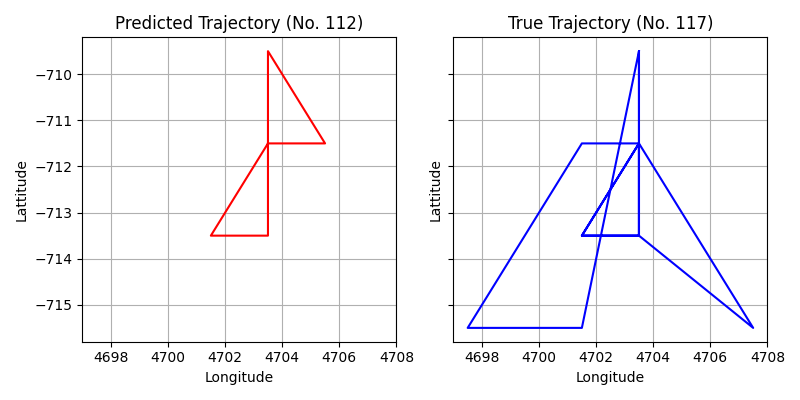 Predicted Trajectory (No. 112)
Lattitude
−710
−711
−712
−713
−714
−715
4698 4700 4702 4704 4706 4708
Longitude
True Trajectory (No. 117)
Lattitude
4698 4700 4702 4704 4706 4708
Longitude